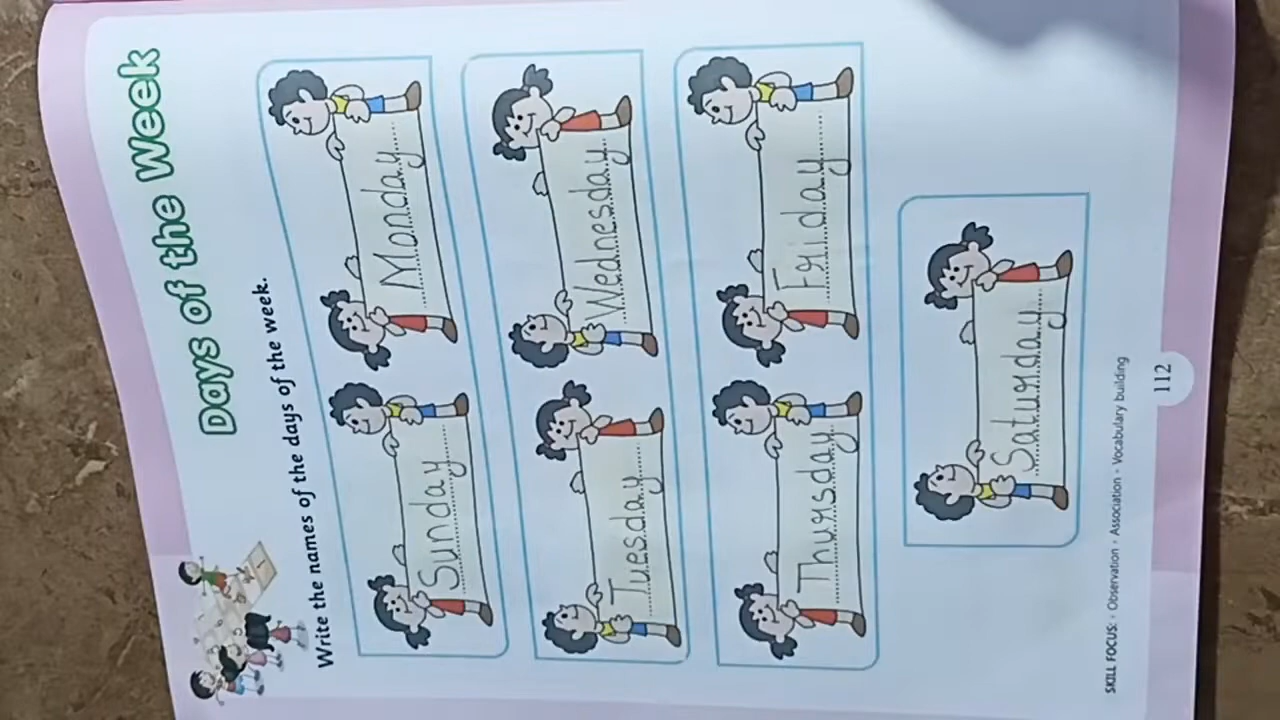 Days of the Week
Write the names of the days of the week.
Sunday
Monday
Tuesday
Wednesday
Thursday
Friday
Saturday
SKILL FOCUS: • Observation • Association • Vocabulary building
112